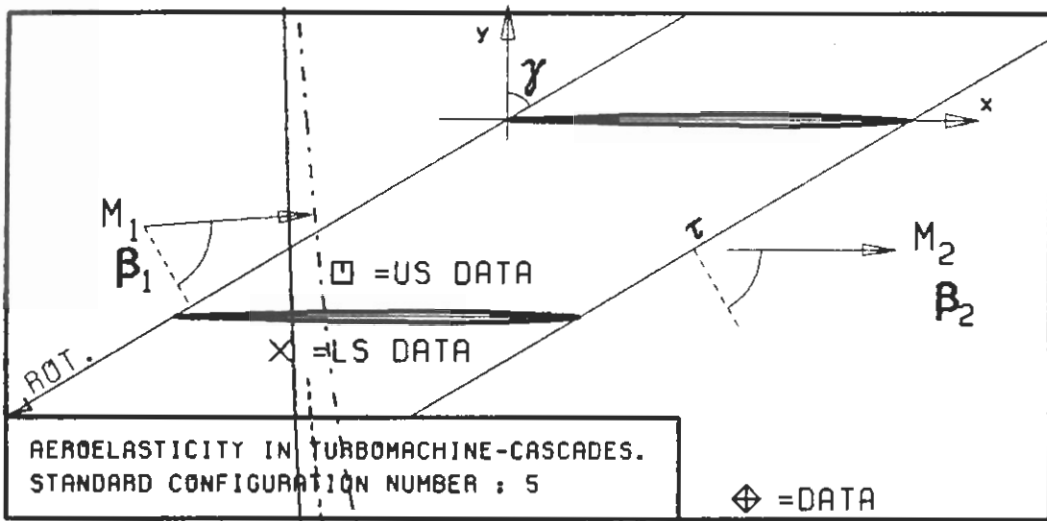 y
γ
x
M₁
β₁
τ
M₂
β₂
=US DATA
=LS DATA
ROT.
AEROELASTICITY IN TURBOMACHINE-CASCADES.
STANDARD CONFIGURATION NUMBER : 5
=DATA